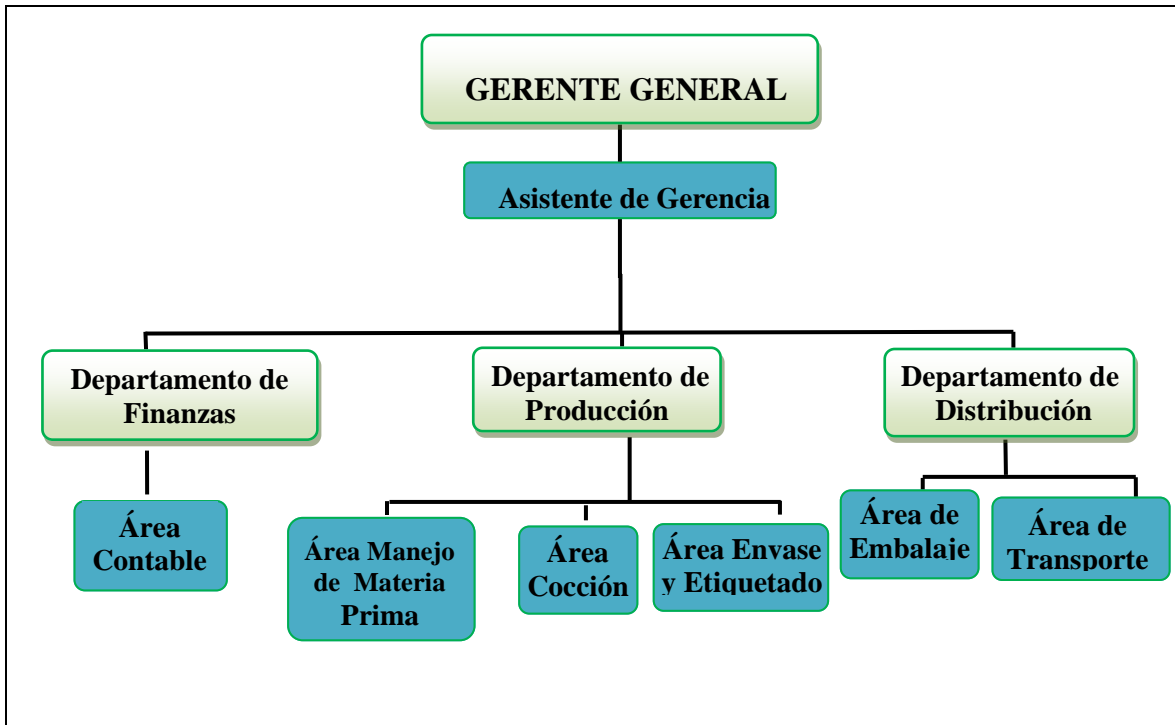 GERENTE GENERAL
Asistente de Gerencia
Departamento de
Finanzas
Departamento de
Producción
Departamento de
Distribución
Área
Contable
Área Manejo
de Materia
Prima
Área
Cocción
Área Envase
y Etiquetado
Área de
Embalaje
Área de
Transporte